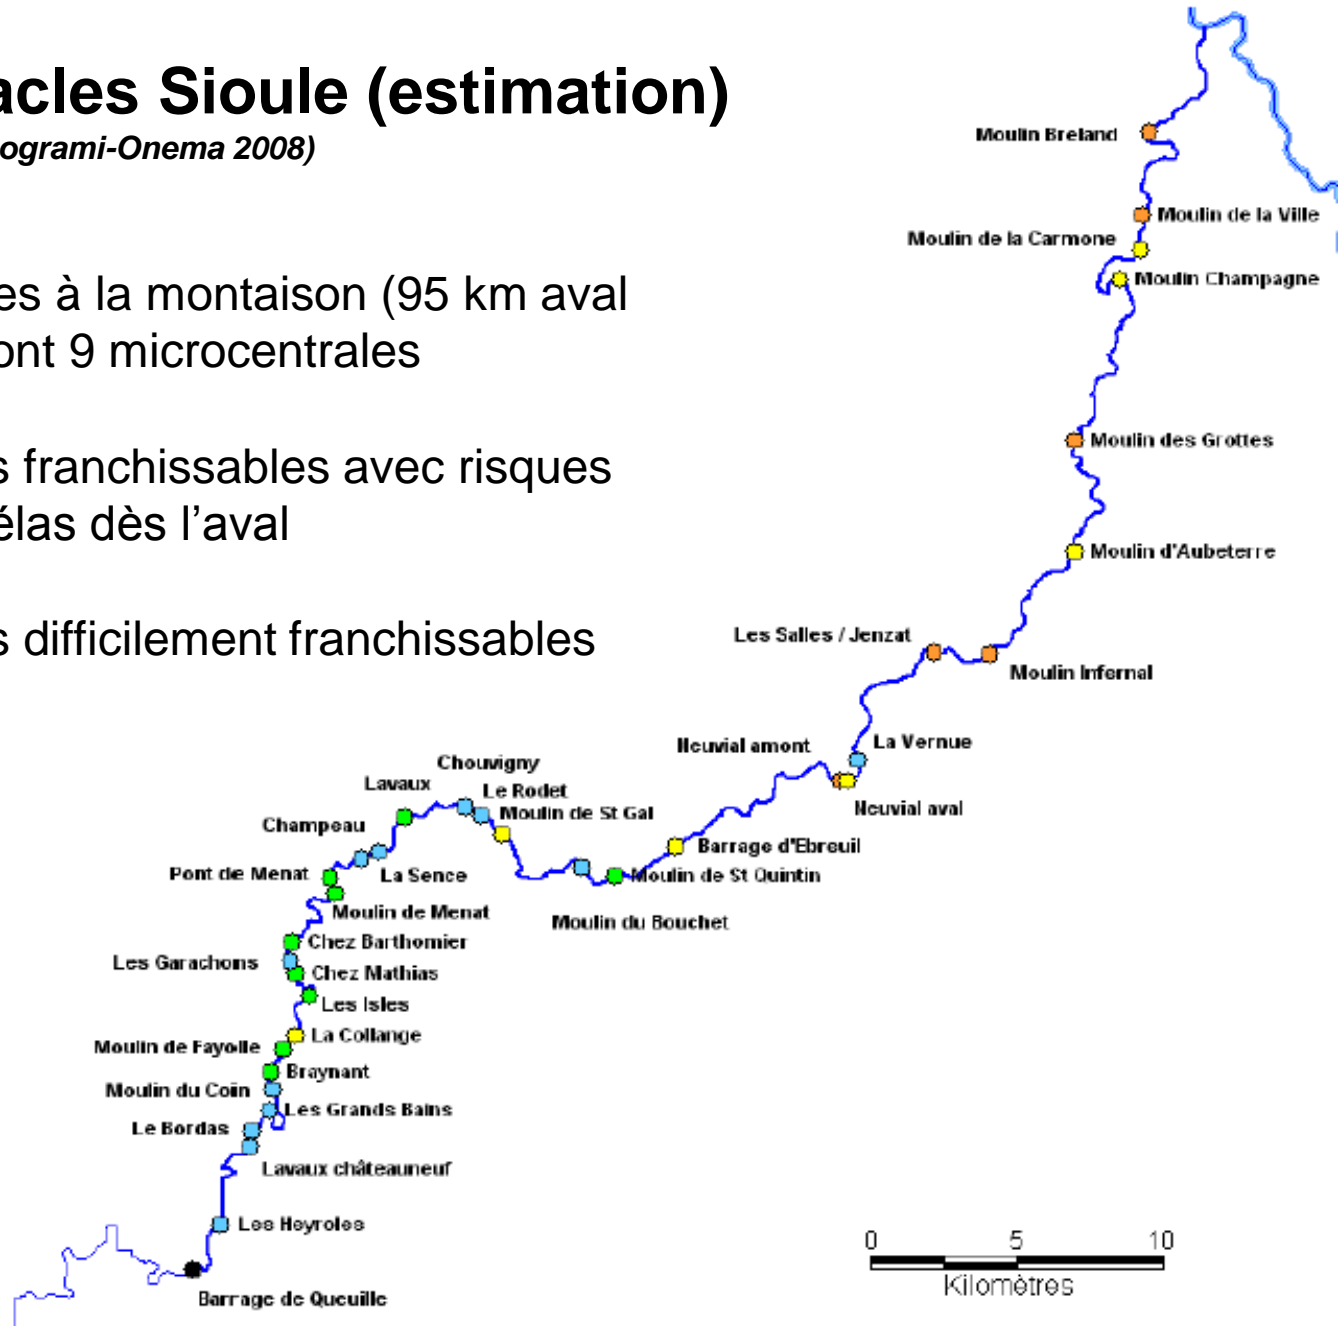 acles Sioule (estimation)
ogrami-Onema 2008)
es à la montaison (95 km aval
ont 9 microcentrales
s franchissables avec risques
élas dès l'aval
s difficilement franchissables
Moulin Breland
Moulin de la Ville
Moulin de la Carmone
Moulin Champagne
Moulin des Grottes
Moulin d'Aubeterre
Les Salles / Jenzat
Moulin Infernal
La Vernue
Neuvial amont
Neuvial aval
Chouvigny
Lavaux
Le Rodet
Moulin de St Gal
Champeau
Barrage d'Ebreuil
Pont de Menat
La Sence
Moulin de St Quintin
Moulin de Menat
Moulin du Bouchet
Chez Barthomier
Les Garachons
Chez Mathias
Les Isles
La Collange
Moulin de Fayolle
Braynant
Moulin du Coin
Les Grands Bains
Le Bordas
Lavaux châteauneuf
Les Heyroles
Barrage de Queuille
0 5 10
Kilomètres